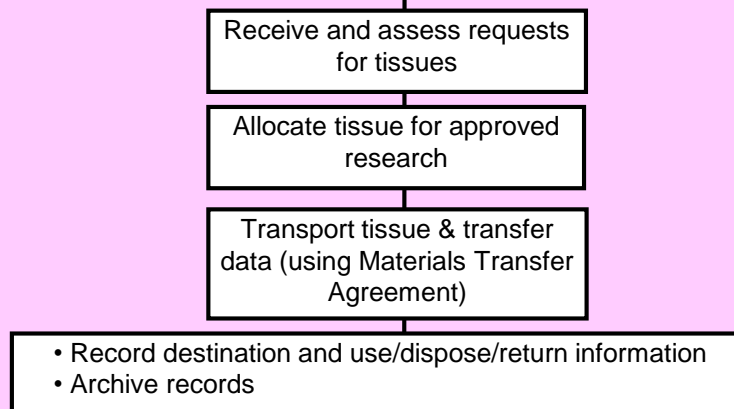 Receive and assess requests
for tissues
Allocate tissue for approved
research
Transport tissue & transfer
data (using Materials Transfer
Agreement)
• Record destination and use/dispose/return information
• Archive records